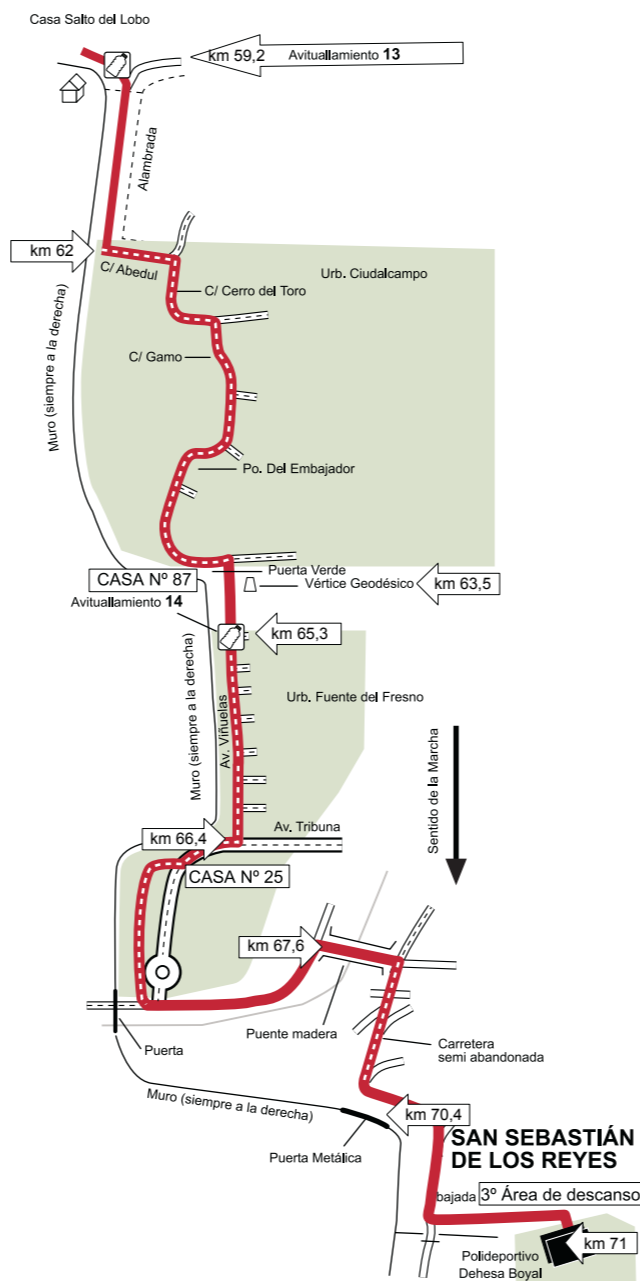 Casa Salto del Lobo
km 59,2 Avituallamiento 13
Alambrada
km 62
C/ Abedul
Urb. Ciudalcampo
C/ Cerro del Toro
Muro (siempre a la derecha)
C/ Gamo
Po. Del Embajador
Puerta Verde
CASA Nº 87
Vértice Geodésico
km 63,5
Avituallamiento 14
km 65,3
Urb. Fuente del Fresno
Muro (siempre a la derecha)
Av. Viñuelas
Sentido de la Marcha
Av. Tribuna
km 66,4
CASA Nº 25
km 67,6
Puente madera
Puerta
Carretera
semi abandonada
Muro (siempre a la derecha)
km 70,4
Puerta Metálica
SAN SEBASTIÁN
DE LOS REYES
bajada
3º Área de descanso
km 71
Polideportivo
Dehesa Boyal